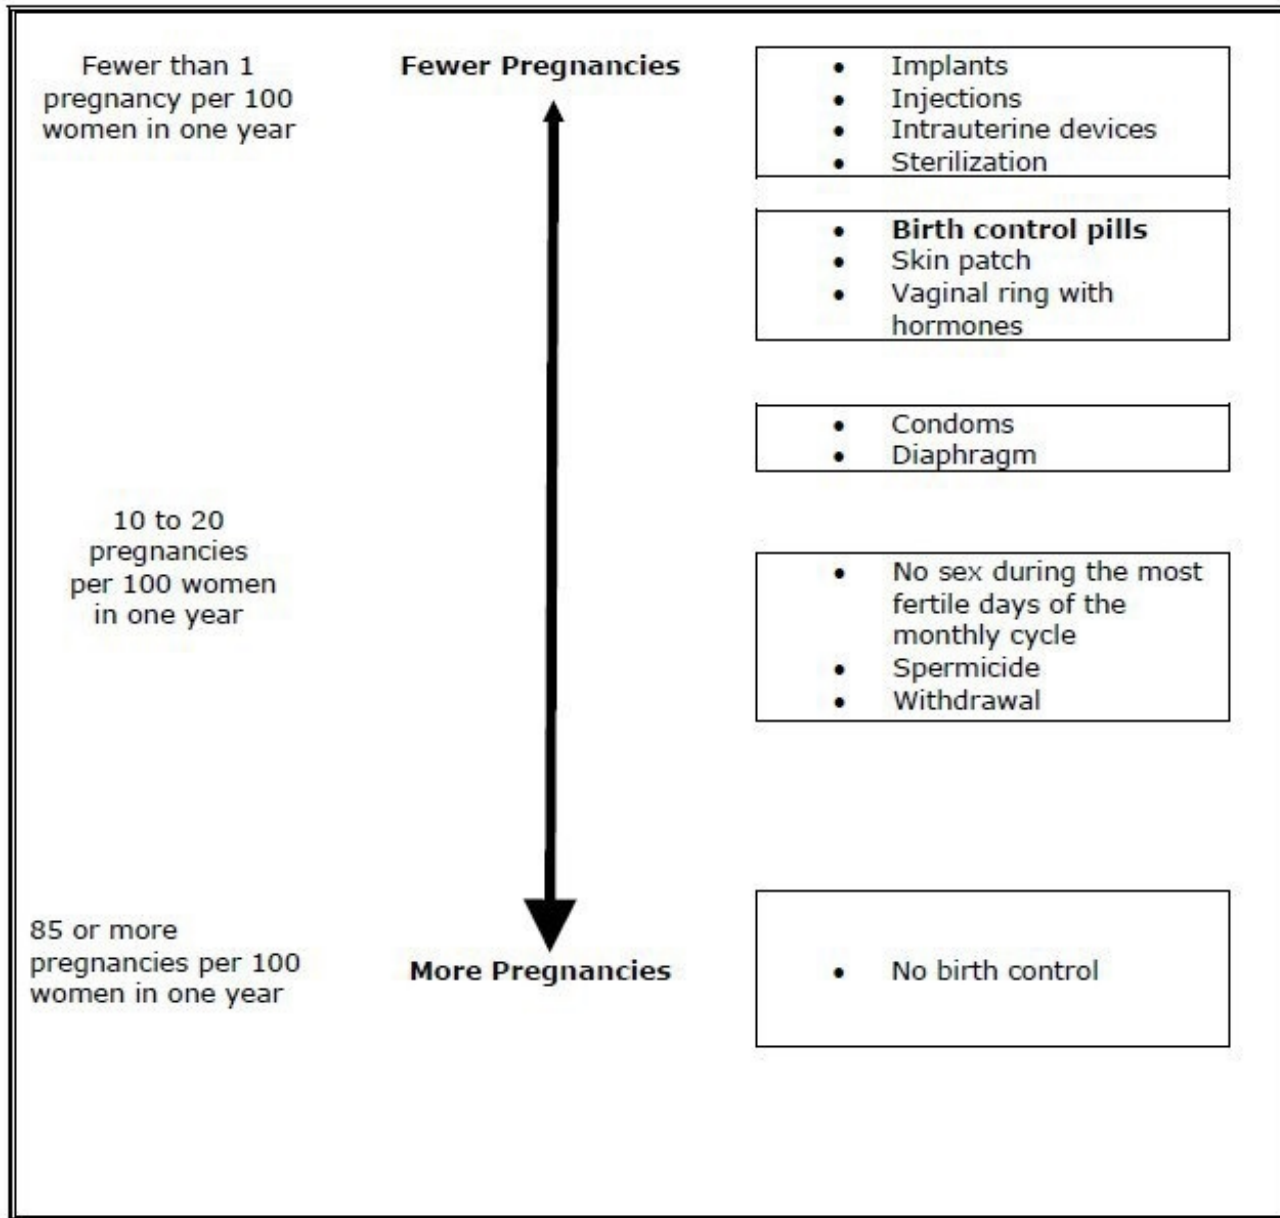 Fewer than 1
pregnancy per 100
women in one year
Fewer Pregnancies
• Implants
• Injections
• Intrauterine devices
• Sterilization
• Birth control pills
• Skin patch
• Vaginal ring with
hormones
• Condoms
• Diaphragm
10 to 20
pregnancies
per 100 women
in one year
• No sex during the most
fertile days of the
monthly cycle
• Spermicide
• Withdrawal
85 or more
pregnancies per 100
women in one year
More Pregnancies
• No birth control